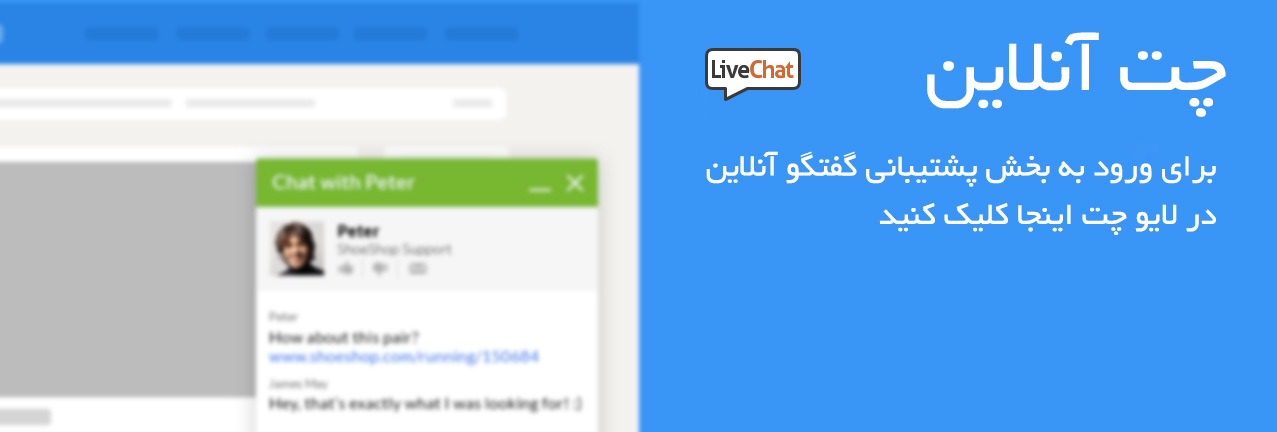 چت آنلاین
LiveChat
برای ورود به بخش پشتیبانی گفتگو آنلاین
در لایو چت اینجا کلیک کنید
Chat with Peter
Peter
ShoeShop Support
Peter
How about this pair?
www.shoeshop.com/running/150684
James May
Hey, that's exactly what I was looking for! :)